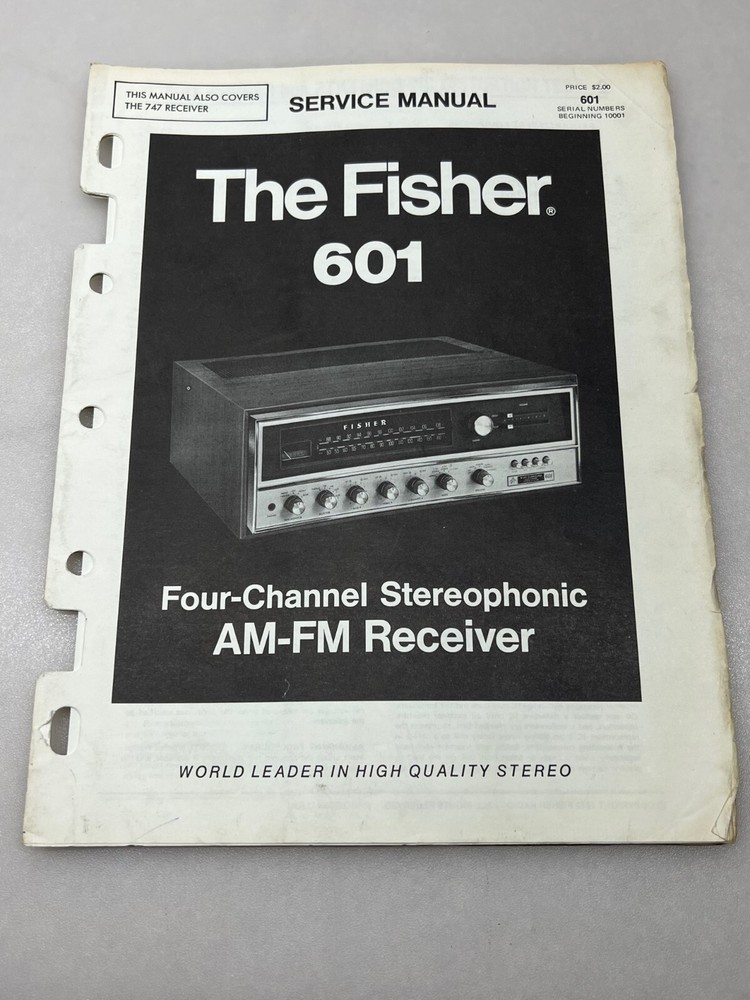 THIS MANUAL ALSO COVERS
THE 747 RECEIVER
SERVICE MANUAL
PRICE $2.00
601
SERIAL NUMBERS
BEGINNING 10001
The Fisher®
601
FISHER
Four-Channel Stereophonic
AM-FM Receiver
WORLD LEADER IN HIGH QUALITY STEREO